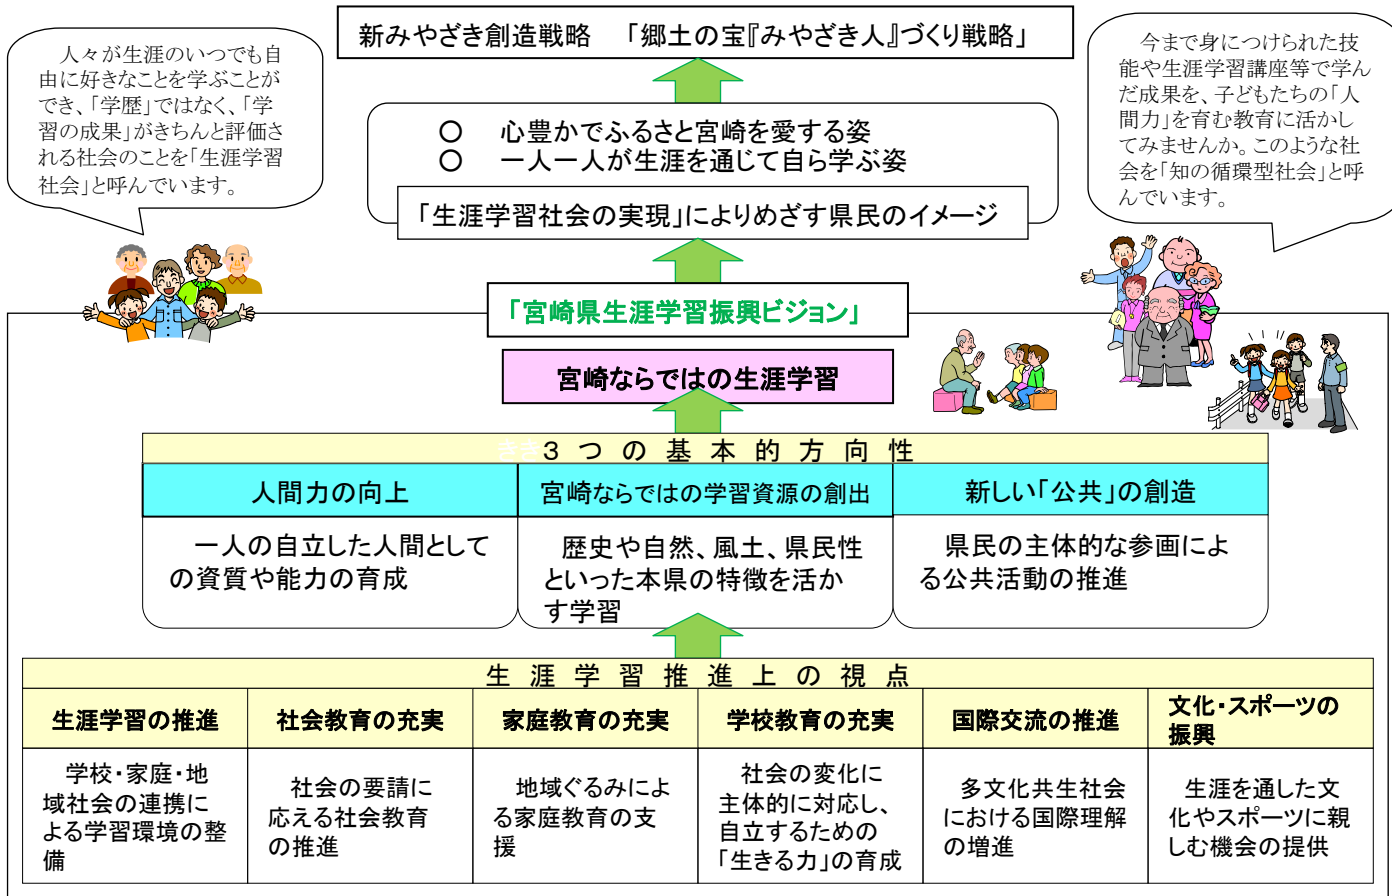 新みやざき創造戦略　「郷土の宝『みやざき人』づくり戦略」
人々が生涯のいつでも自
由に好きなことを学ぶことが
でき、「学歴」ではなく、「学
習の成果」がきちんと評価さ
れる社会のことを「生涯学習
社会」と呼んでいます。
今まで身につけられた技
能や生涯学習講座等で学ん
だ成果を、子どもたちの「人
間力」を育む教育に活かし
てみませんか。このような社
会を「知の循環型社会」と呼
んでいます。
○　心豊かでふるさと宮崎を愛する姿
○　一人一人が生涯を通じて自ら学ぶ姿
「生涯学習社会の実現」によりめざす県民のイメージ
「宮崎県生涯学習振興ビジョン」
宮崎ならではの生涯学習
３つの基本的方向性
人間力の向上
一人の自立した人間として
の資質や能力の育成
宮崎ならではの学習資源の創出
歴史や自然、風土、県民性
といった本県の特徴を活か
す学習
新しい「公共」の創造
県民の主体的な参画によ
る公共活動の推進
生涯学習推進上の視点
生涯学習の推進
学校・家庭・地
域社会の連携に
よる学習環境の整
備
社会教育の充実
社会の要請に
応える社会教育
の推進
家庭教育の充実
地域ぐるみによ
る家庭教育の支
援
学校教育の充実
社会の変化に
主体的に対応し、
自立するための
「生きる力」の育成
国際交流の推進
多文化共生社会
における国際理解
の増進
文化・スポーツの
振興
生涯を通した文
化やスポーツに親
しむ機会の提供